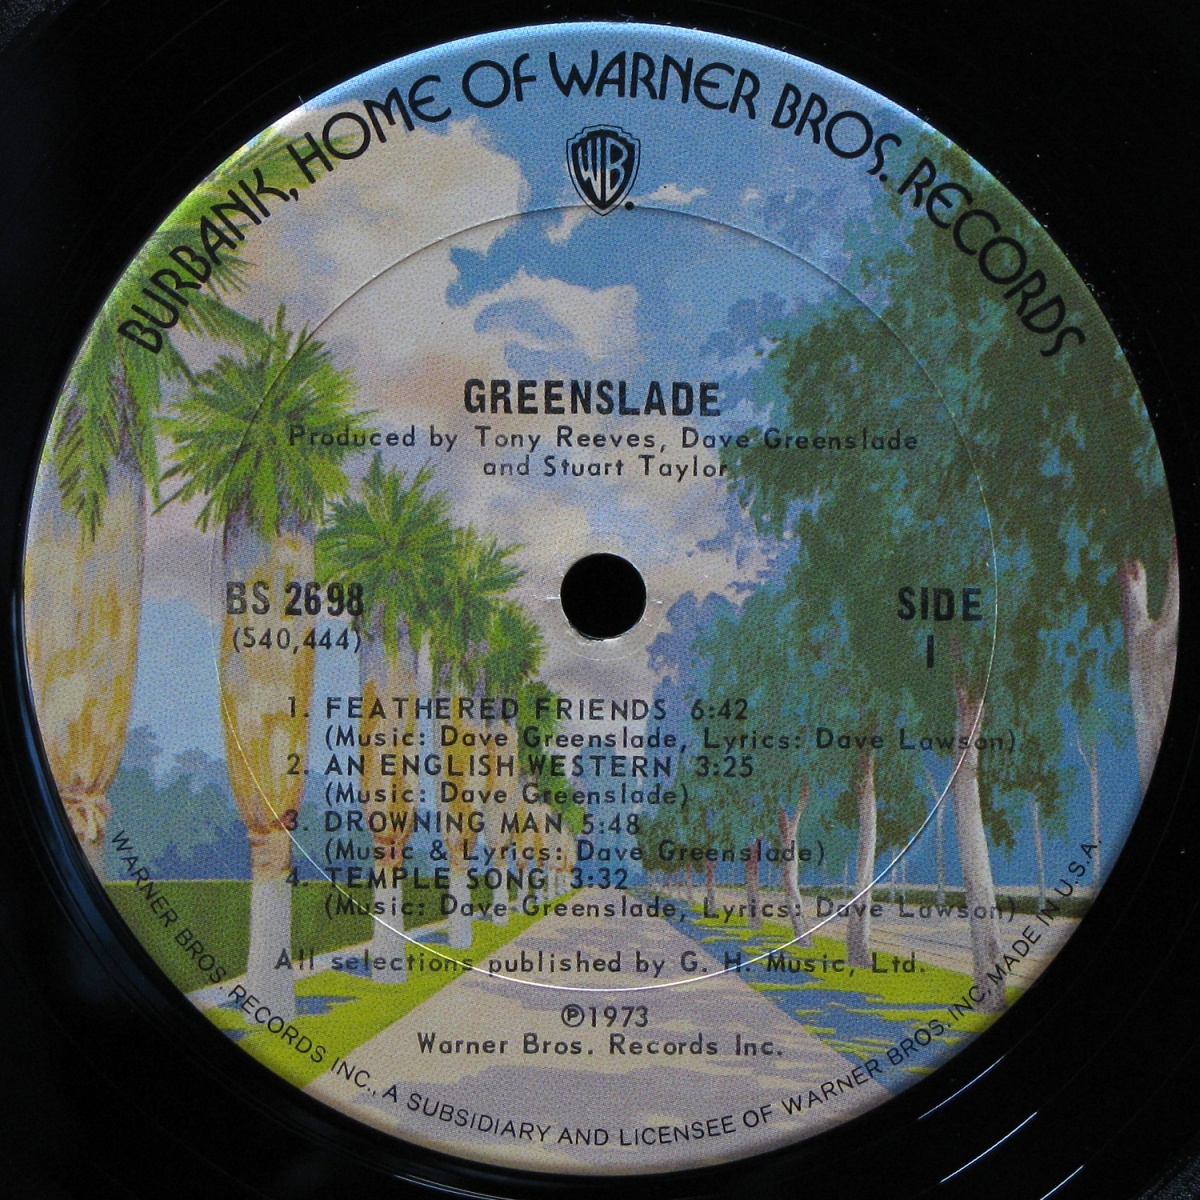 BURBANK, HOME OF WARNER BROS. RECORDS
WB
GREENSLADE
Produced by Tony Reeves, Dave Greenslade
and Stuart Taylor
BS 2698
(S40,444)
SIDE
1
1. FEATHERED FRIENDS 6:42
(Music: Dave Greenslade, Lyrics: Dave Lawson)
2. AN ENGLISH WESTERN 3:25
(Music: Dave Greenslade)
3. DROWNING MAN 5:48
(Music & Lyrics: Dave Greenslade)
4. TEMPLE SONG 3:32
(Music: Dave Greenslade, Lyrics: Dave Lawson)
All selections published by G. H. Music, Ltd.
℗1973
Warner Bros. Records Inc.
WARNER BROS. RECORDS INC., A SUBSIDIARY AND LICENSEE OF WARNER BROS. INC. MADE IN U.S.A.